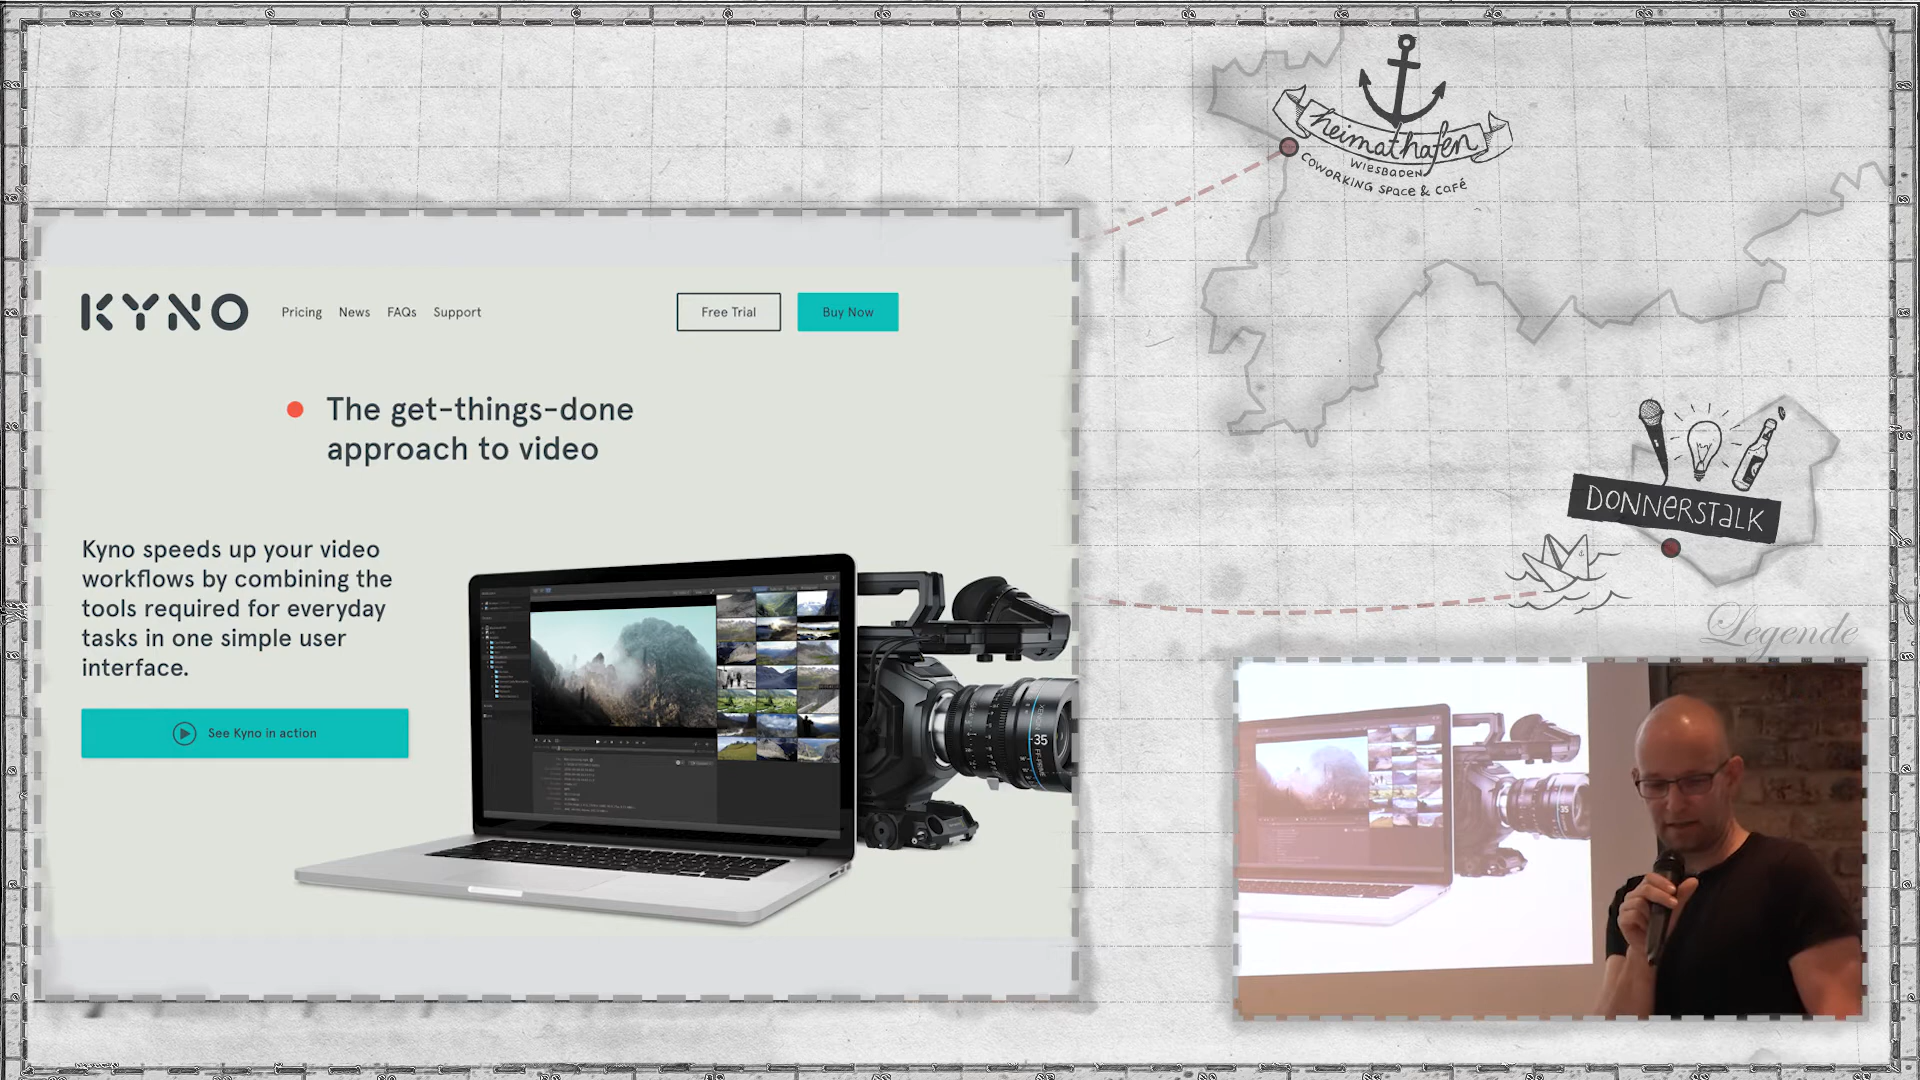 heimathafen
WIESBADEN
COWORKING SPACE & CAFÉ
KYNO
Pricing News FAQs Support
Free Trial
Buy Now
The get-things-done
approach to video
Kyno speeds up your video
workflows by combining the
tools required for everyday
tasks in one simple user
interface.
See Kyno in action
35
DONNERSTALK
Legende